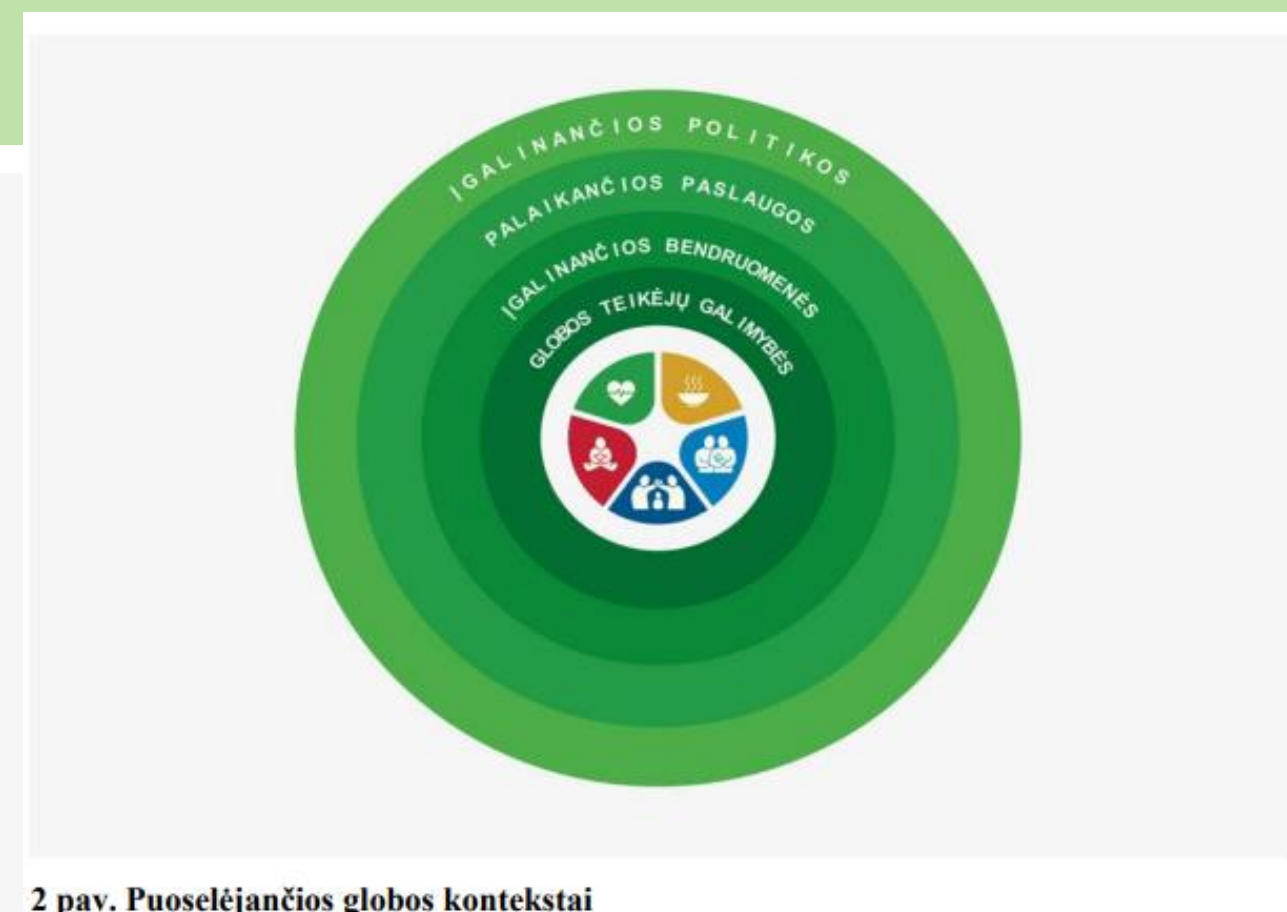 ĮGALINANČIOS POLITIKOS
PALAIKANČIOS PASLAUGOS
ĮGALINANČIOS BENDRUOMENĖS
GLOBOS TEIKĖJŲ GALIMYBĖS
2 pav. Puoselėjančios globos kontekstai